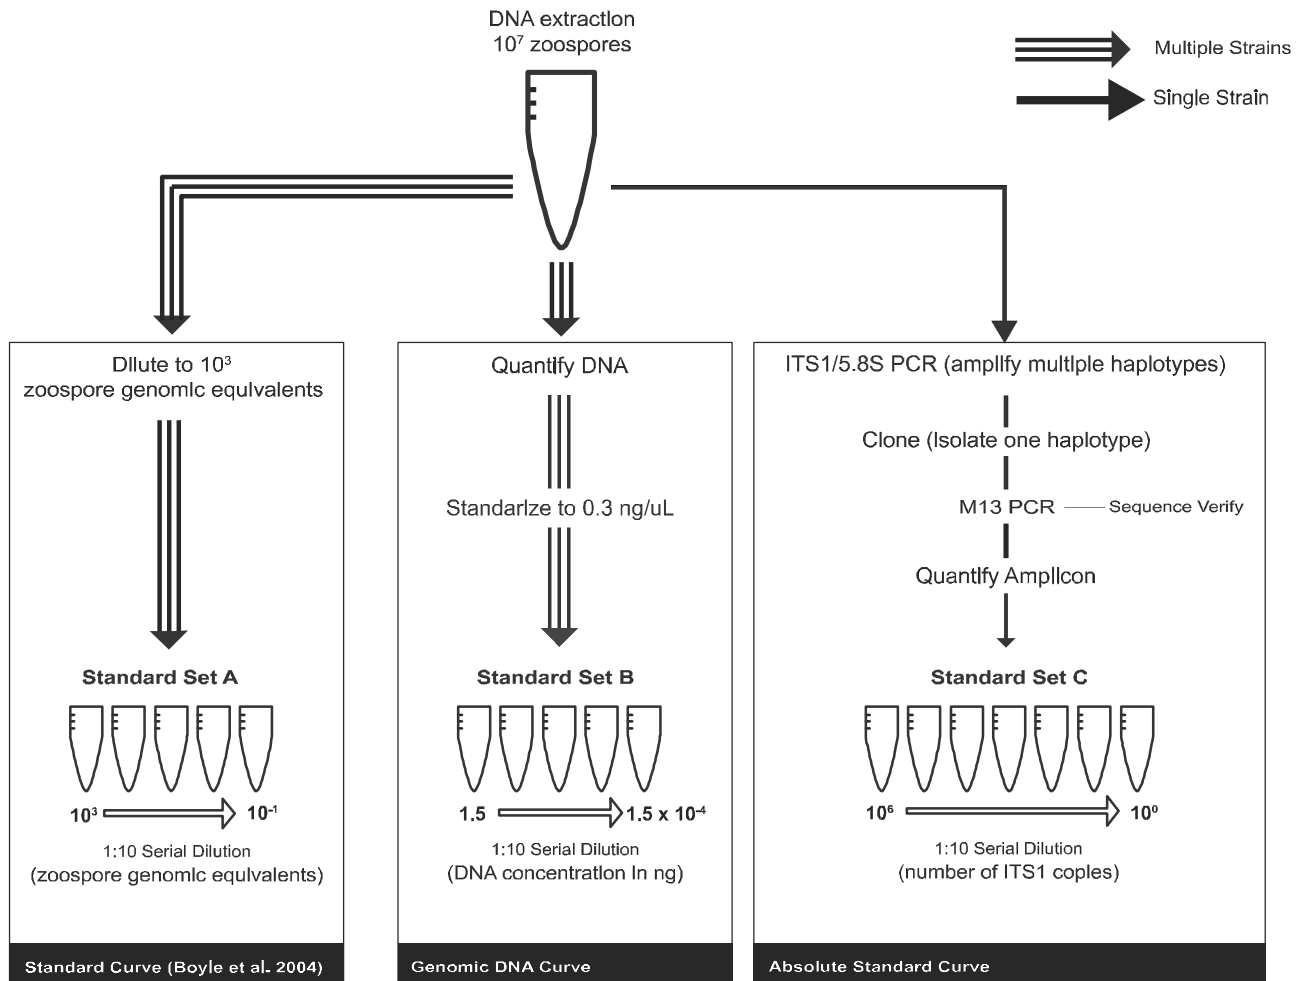 DNA extraction
10⁷ zoospores
Multiple Strains
Single Strain
Dilute to 10³
zoospore genomic equivalents
Standard Set A
10³
10⁻¹
1:10 Serial Dilution
(zoospore genomic equivalents)
Standard Curve (Boyle et al. 2004)
Quantify DNA
Standarize to 0.3 ng/uL
Standard Set B
1.5
1.5 x 10⁻⁴
1:10 Serial Dilution
(DNA concentration in ng)
Genomic DNA Curve
ITS1/5.8S PCR (amplify multiple haplotypes)
Clone (Isolate one haplotype)
M13 PCR
Sequence Verify
Quantify Amplicon
Standard Set C
10⁶
10⁰
1:10 Serial Dilution
(number of ITS1 copies)
Absolute Standard Curve